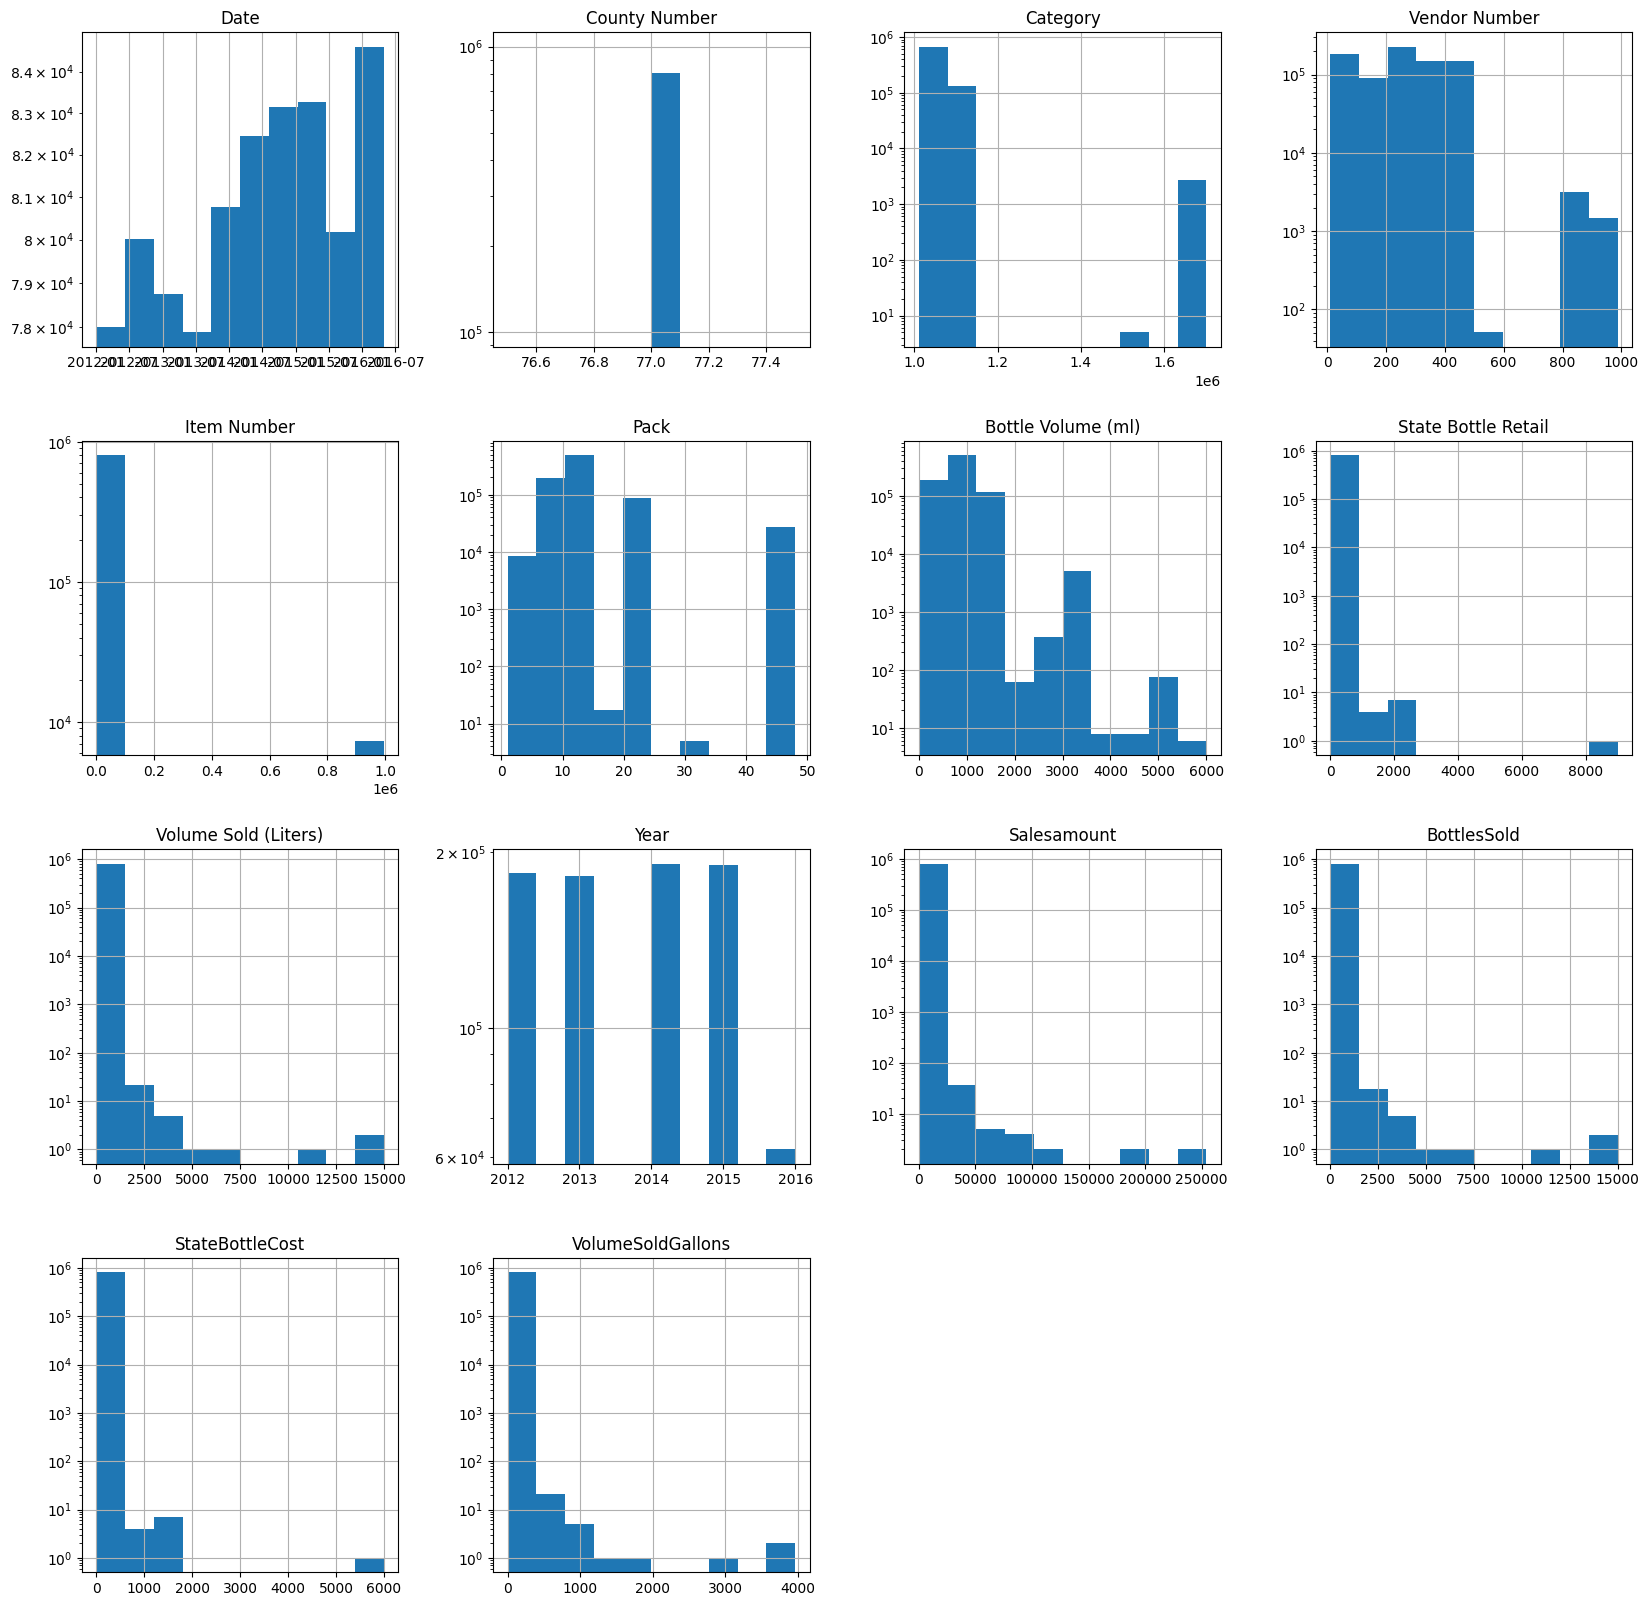 Date
8.4 × 10⁴
8.3 × 10⁴
8.2 × 10⁴
8.1 × 10⁴
8 × 10⁴
7.9 × 10⁴
7.8 × 10⁴
County Number
10⁶
10⁵
76.6 76.8 77.0 77.2 77.4
Category
10⁶
10⁵
10⁴
10³
10²
10¹
1.0 1.2 1.4 1.6
1e6
Vendor Number
10⁵
10⁴
10³
10²
0 200 400 600 800 1000
Item Number
10⁶
10⁵
10⁴
0.0 0.2 0.4 0.6 0.8 1.0
1e6
Pack
10⁵
10⁴
10³
10²
10¹
0 10 20 30 40 50
Bottle Volume (ml)
10⁵
10⁴
10³
10²
10¹
0 1000 2000 3000 4000 5000 6000
State Bottle Retail
10⁶
10⁵
10⁴
10³
10²
10¹
10⁰
0 2000 4000 6000 8000
Volume Sold (Liters)
10⁶
10⁵
10⁴
10³
10²
10¹
10⁰
0 2500 5000 7500 10000 12500 15000
Year
2 × 10⁵
10⁵
6 × 10⁴
2012 2013 2014 2015 2016
Salesamount
10⁶
10⁵
10⁴
10³
10²
10¹
0 50000 100000 150000 200000 250000
BottlesSold
10⁶
10⁵
10⁴
10³
10²
10¹
10⁰
0 2500 5000 7500 10000 12500 15000
StateBottleCost
10⁶
10⁵
10⁴
10³
10²
10¹
10⁰
0 1000 2000 3000 4000 5000 6000
VolumeSoldGallons
10⁶
10⁵
10⁴
10³
10²
10¹
10⁰
0 1000 2000 3000 4000